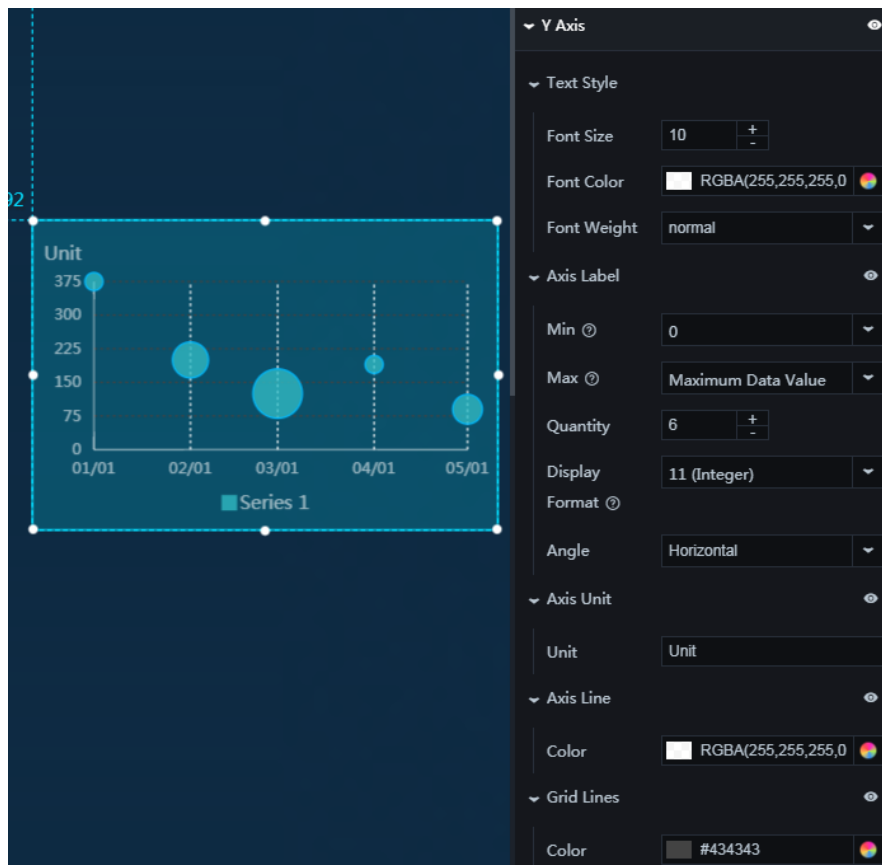 92
Unit
375
300
225
150
75
0
01/01 02/01 03/01 04/01 05/01
Series 1
Y Axis
Text Style
Font Size 10 + -
Font Color RGBA(255,255,255,0
Font Weight normal
Axis Label
Min ? 0
Max ? Maximum Data Value
Quantity 6 + -
Display 11 (Integer)
Format ?
Angle Horizontal
Axis Unit
Unit Unit
Axis Line
Color RGBA(255,255,255,0
Grid Lines
Color #434343